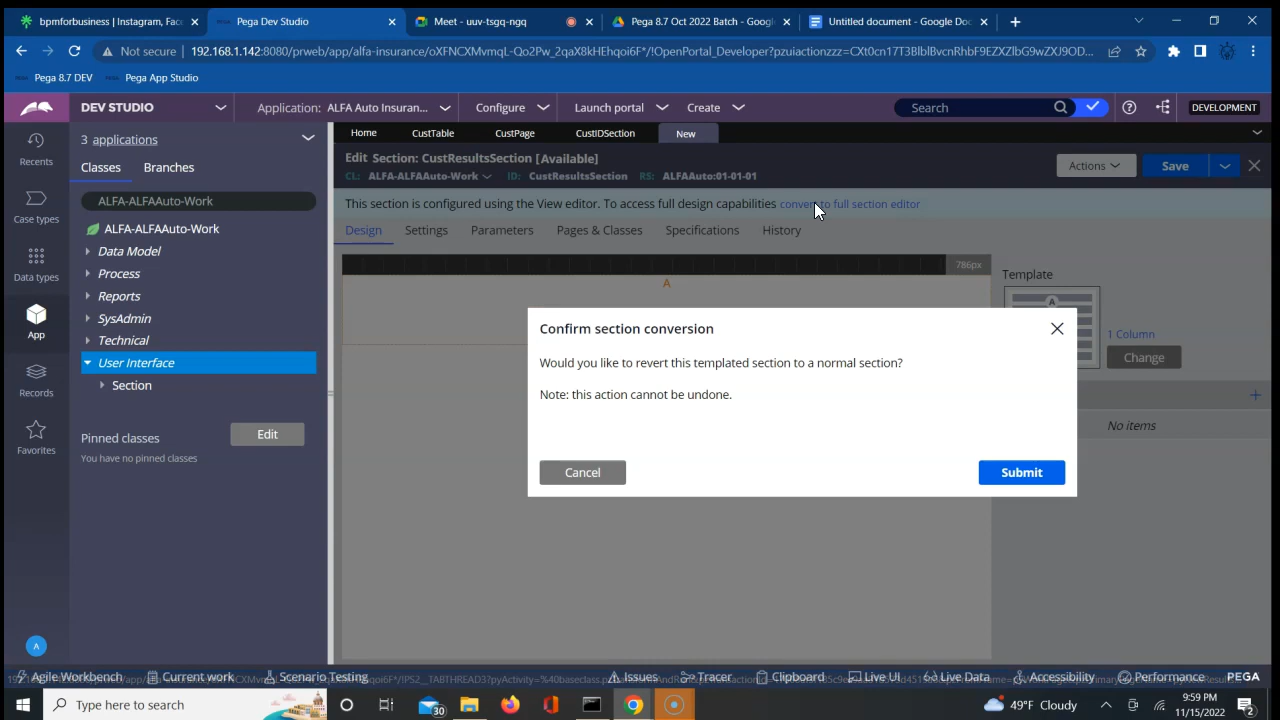 bpmforbusiness | Instagram, Fac
Pega Dev Studio
Meet - uuv-tsgq-ngq
Pega 8.7 Oct 2022 Batch - Googl
Untitled document - Google Doc
Not secure | 192.168.1.142:8080/prweb/app/alfa-insurance/
Pega 8.7 DEV
Pega App Studio
DEV STUDIO
Application: ALFA Auto Insuran...
Configure
Launch portal
Create
Search
DEVELOPMENT
Recents
Case types
Data types
App
Records
Favorites
A
3 applications
Classes
Branches
ALFA-ALFAAuto-Work
ALFA-ALFAAuto-Work
Data Model
Process
Reports
SysAdmin
Technical
User Interface
Section
Pinned classes
Edit
You have no pinned classes
Home
CustTable
CustPage
CustIDSection
New
Edit Section: CustResultsSection [Available]
CL: ALFA-ALFAAuto-Work
ID: CustResultsSection
RS: ALFAAuto:01-01-01
Actions
Save
This section is configured using the View editor. To access full design capabilities convert to full section editor
Design
Settings
Parameters
Pages & Classes
Specifications
History
786px
A
Template
A
1 Column
Change
No items
Confirm section conversion
Would you like to revert this templated section to a normal section?
Note: this action cannot be undone.
Cancel
Submit
Agile Workbench
Current work
Scenario Testing
Issues
Tracer
Clipboard
Live UI
Live Data
Accessibility
Performance
PEGA
Type here to search
30
49°F Cloudy
9:59 PM
11/15/2022
2